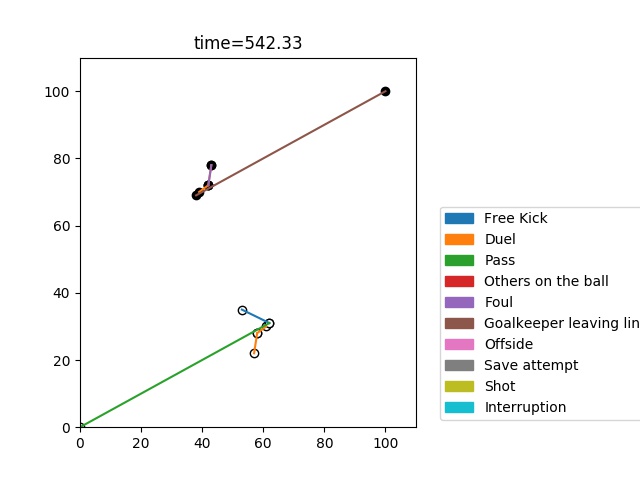 time=542.33
100
80
60
40
20
0
0 20 40 60 80 100
Free Kick
Duel
Pass
Others on the ball
Foul
Goalkeeper leaving lin
Offside
Save attempt
Shot
Interruption